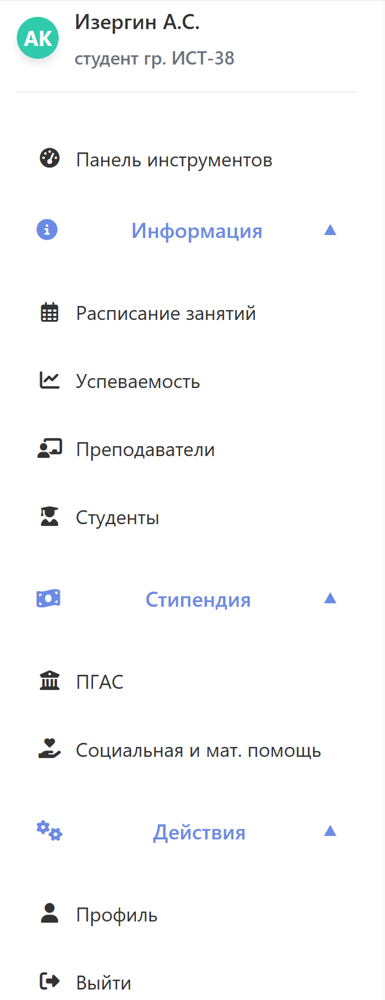 АК
Изергин А.С.
студент гр. ИСТ-38
Панель инструментов
Информация
Расписание занятий
Успеваемость
Преподаватели
Студенты
Стипендия
ПГАС
Социальная и мат. помощь
Действия
Профиль
Выйти